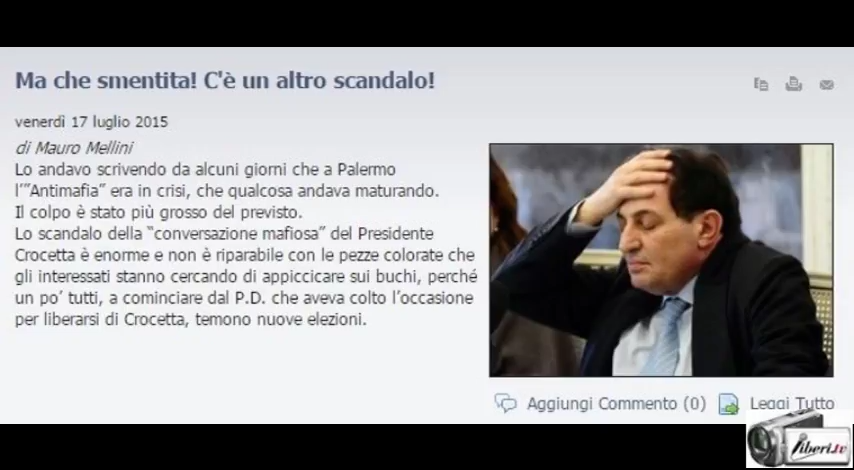 Ma che smentita! C'è un altro scandalo!
venerdì 17 luglio 2015
di Mauro Mellini
Lo andavo scrivendo da alcuni giorni che a Palermo
l'"Antimafia" era in crisi, che qualcosa andava maturando.
Il colpo è stato più grosso del previsto.
Lo scandalo della "conversazione mafiosa" del Presidente
Crocetta è enorme e non è riparabile con le pezze colorate che
gli interessati stanno cercando di appiccicare sui buchi, perché
un po' tutti, a cominciare dal P.D. che aveva colto l'occasione
per liberarsi di Crocetta, temono nuove elezioni.
Aggiungi Commento (0)
Leggi Tutto
liberi.tv